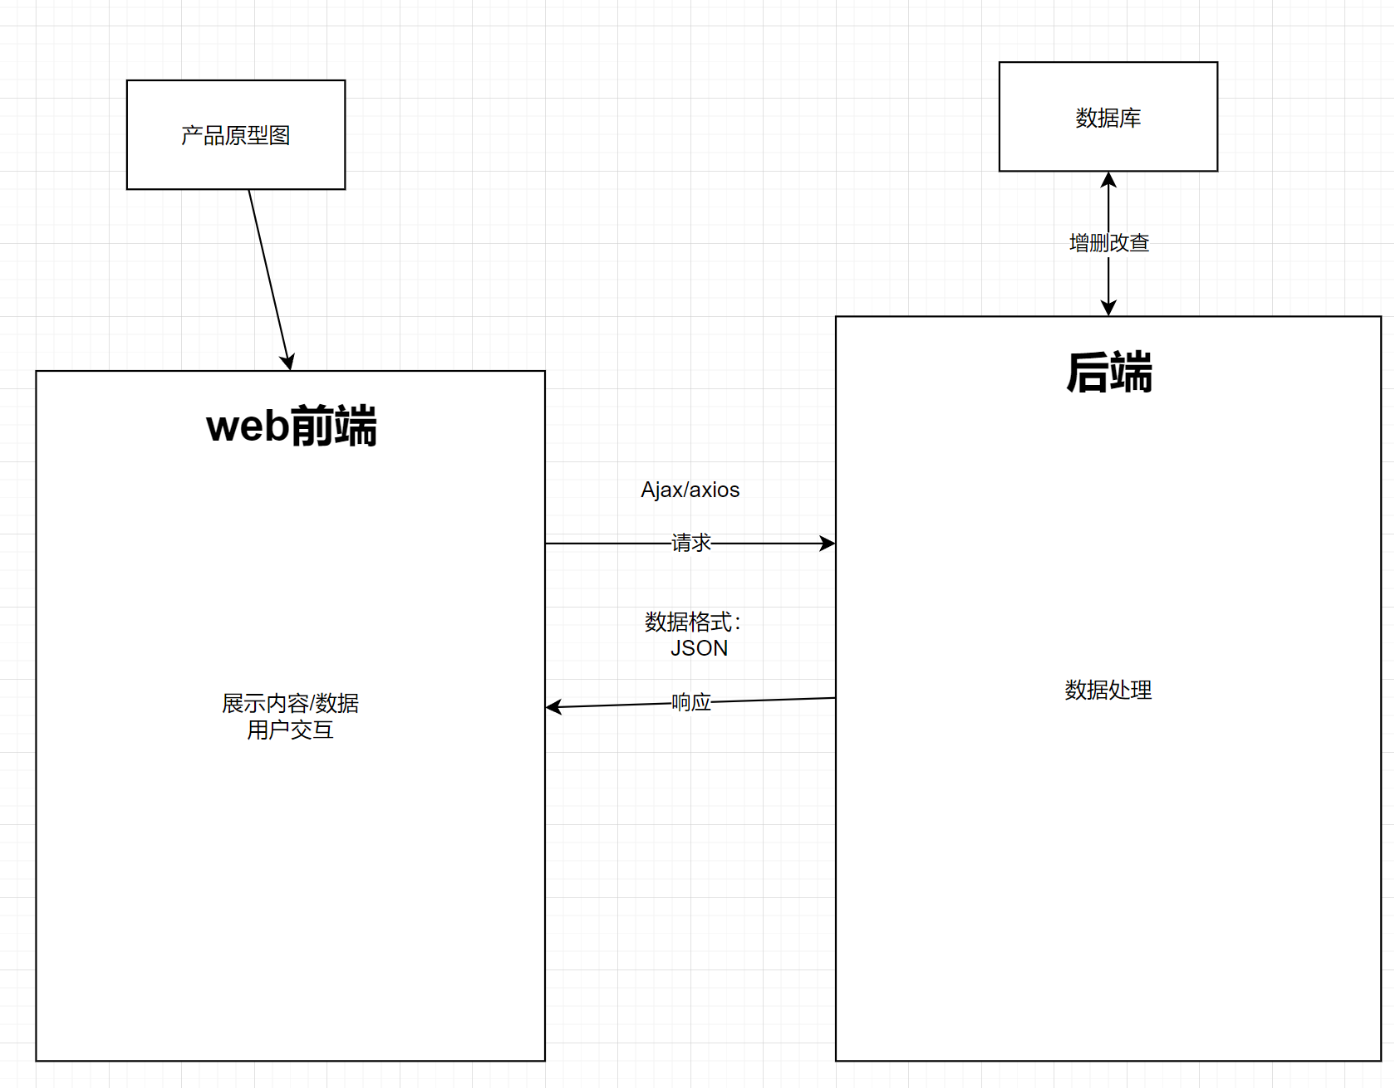 产品原型图
数据库
增删改查
后端
web前端
Ajax/axios
请求
数据格式：
JSON
响应
展示内容/数据
用户交互
数据处理